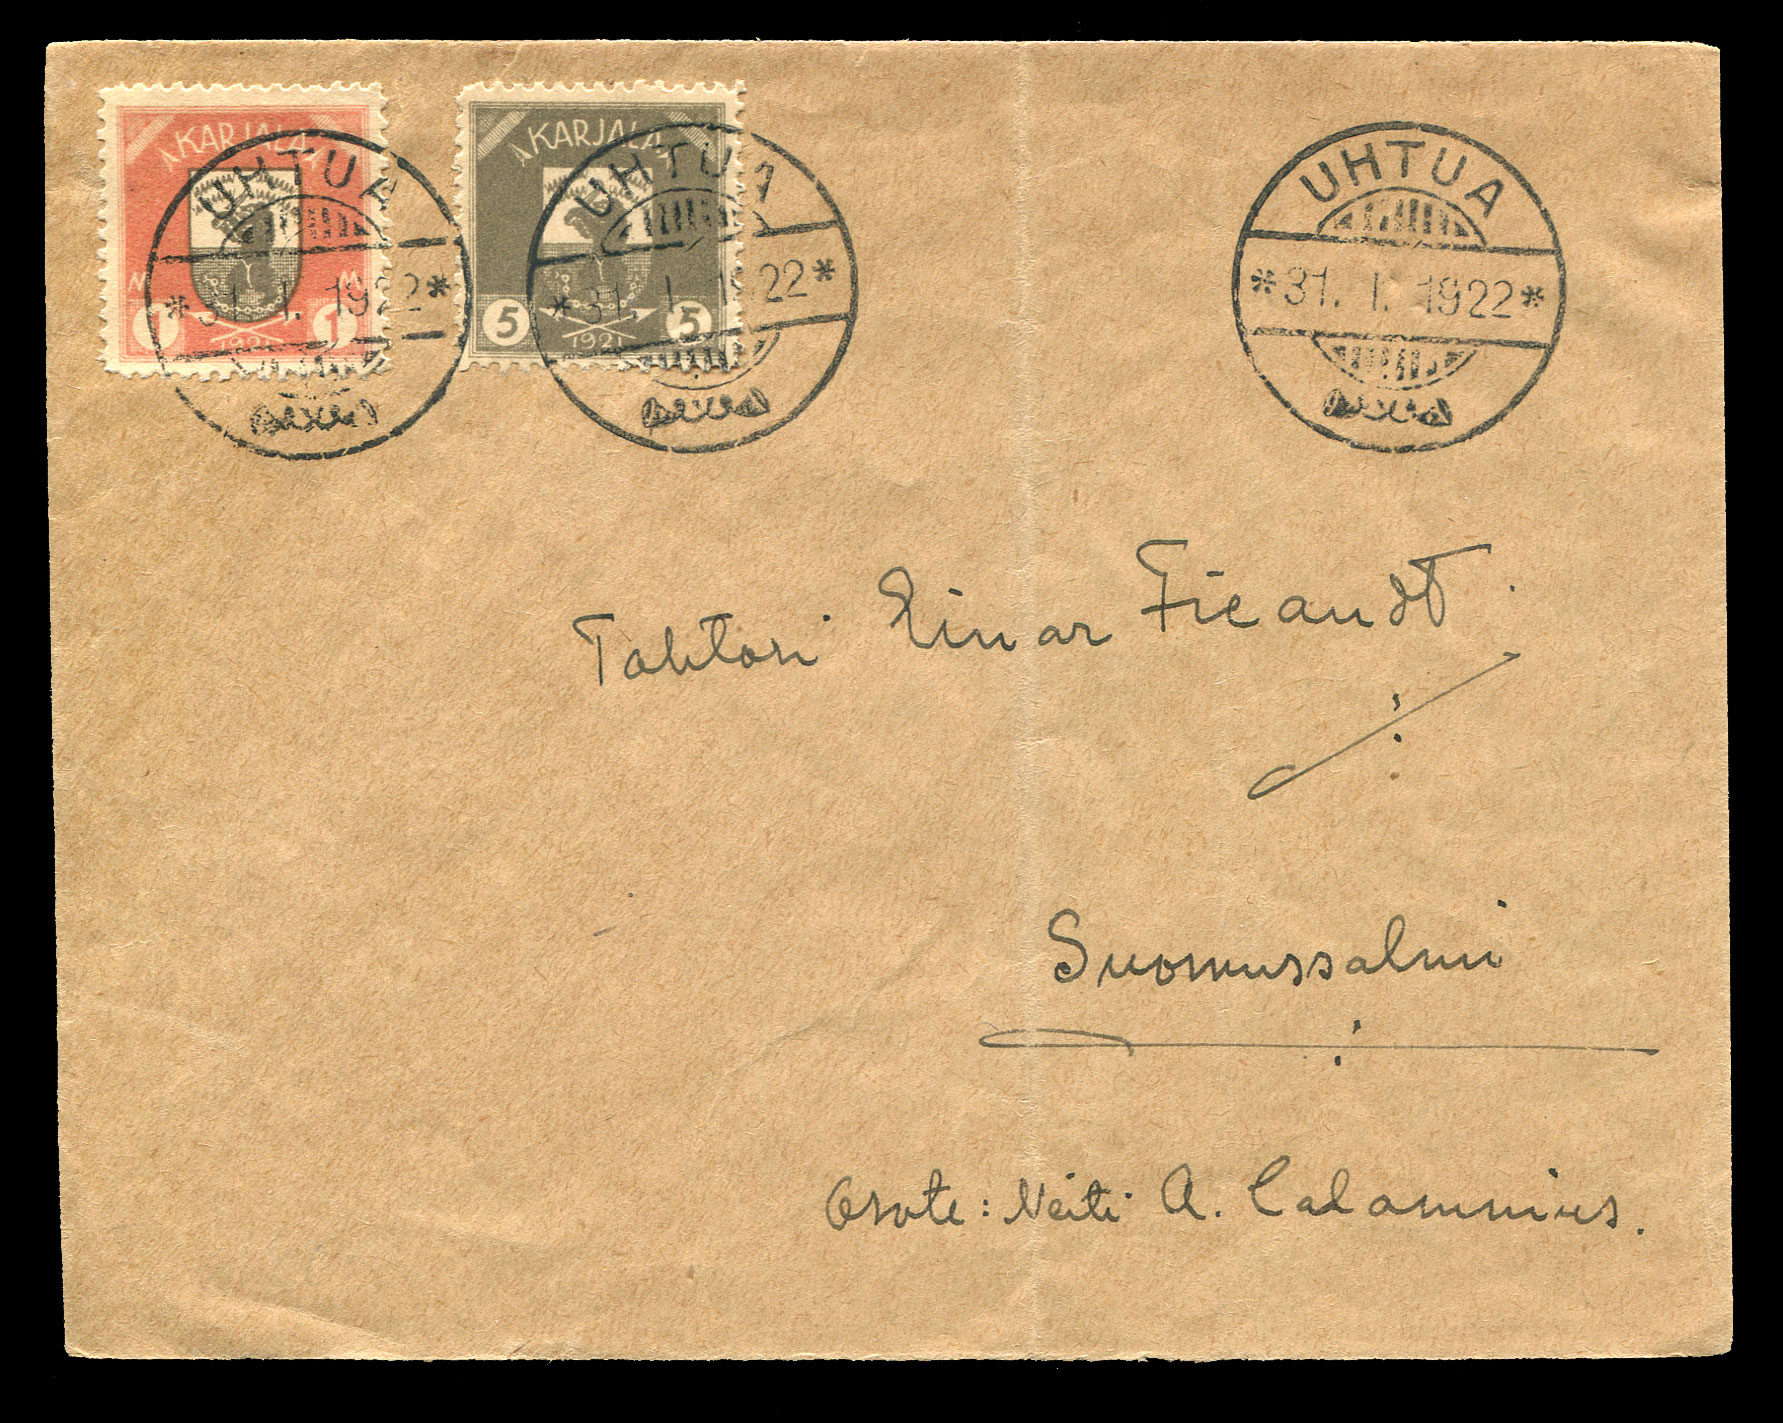 KARJALA
N M
1 1
1921
KARJALA
5 5
1921
UHTUA
*31. I. 1922*
UHTUA
*31. I. 1922*
UHTUA
*31. I. 1922*
Tohtori Einar Fieandt
Suomussalmi
Osote: Neiti A. Calamnius.